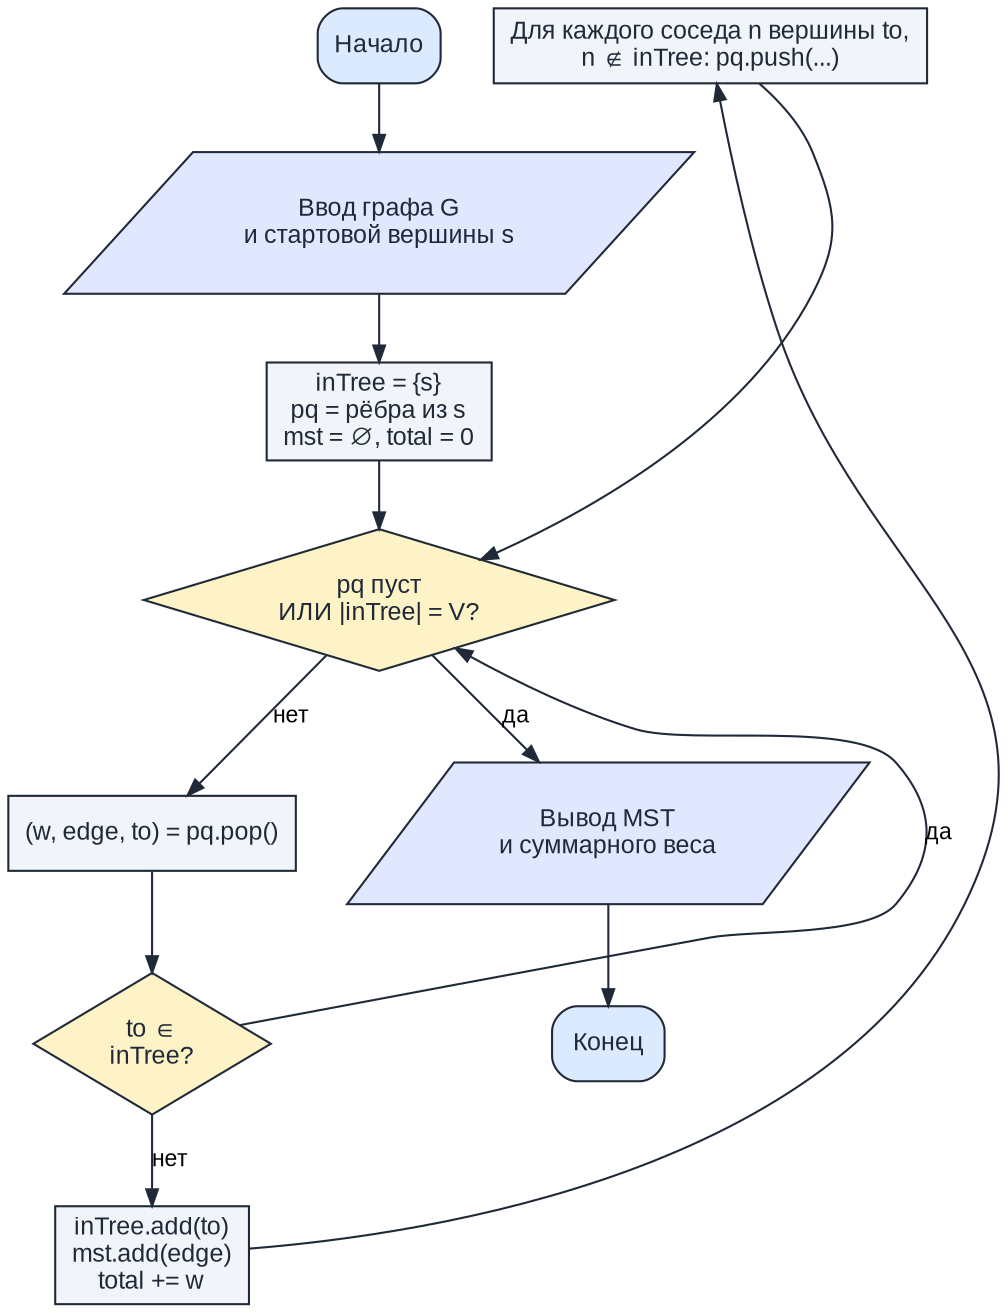 Начало
Для каждого соседа n вершины to,
n ∉ inTree: pq.push(...)
Ввод графа G
и стартовой вершины s
inTree = {s}
pq = рёбра из s
mst = ∅, total = 0
pq пуст
ИЛИ |inTree| = V?
нет
да
(w, edge, to) = pq.pop()
Вывод MST
и суммарного веса
да
to ∈
inTree?
Конец
нет
inTree.add(to)
mst.add(edge)
total += w